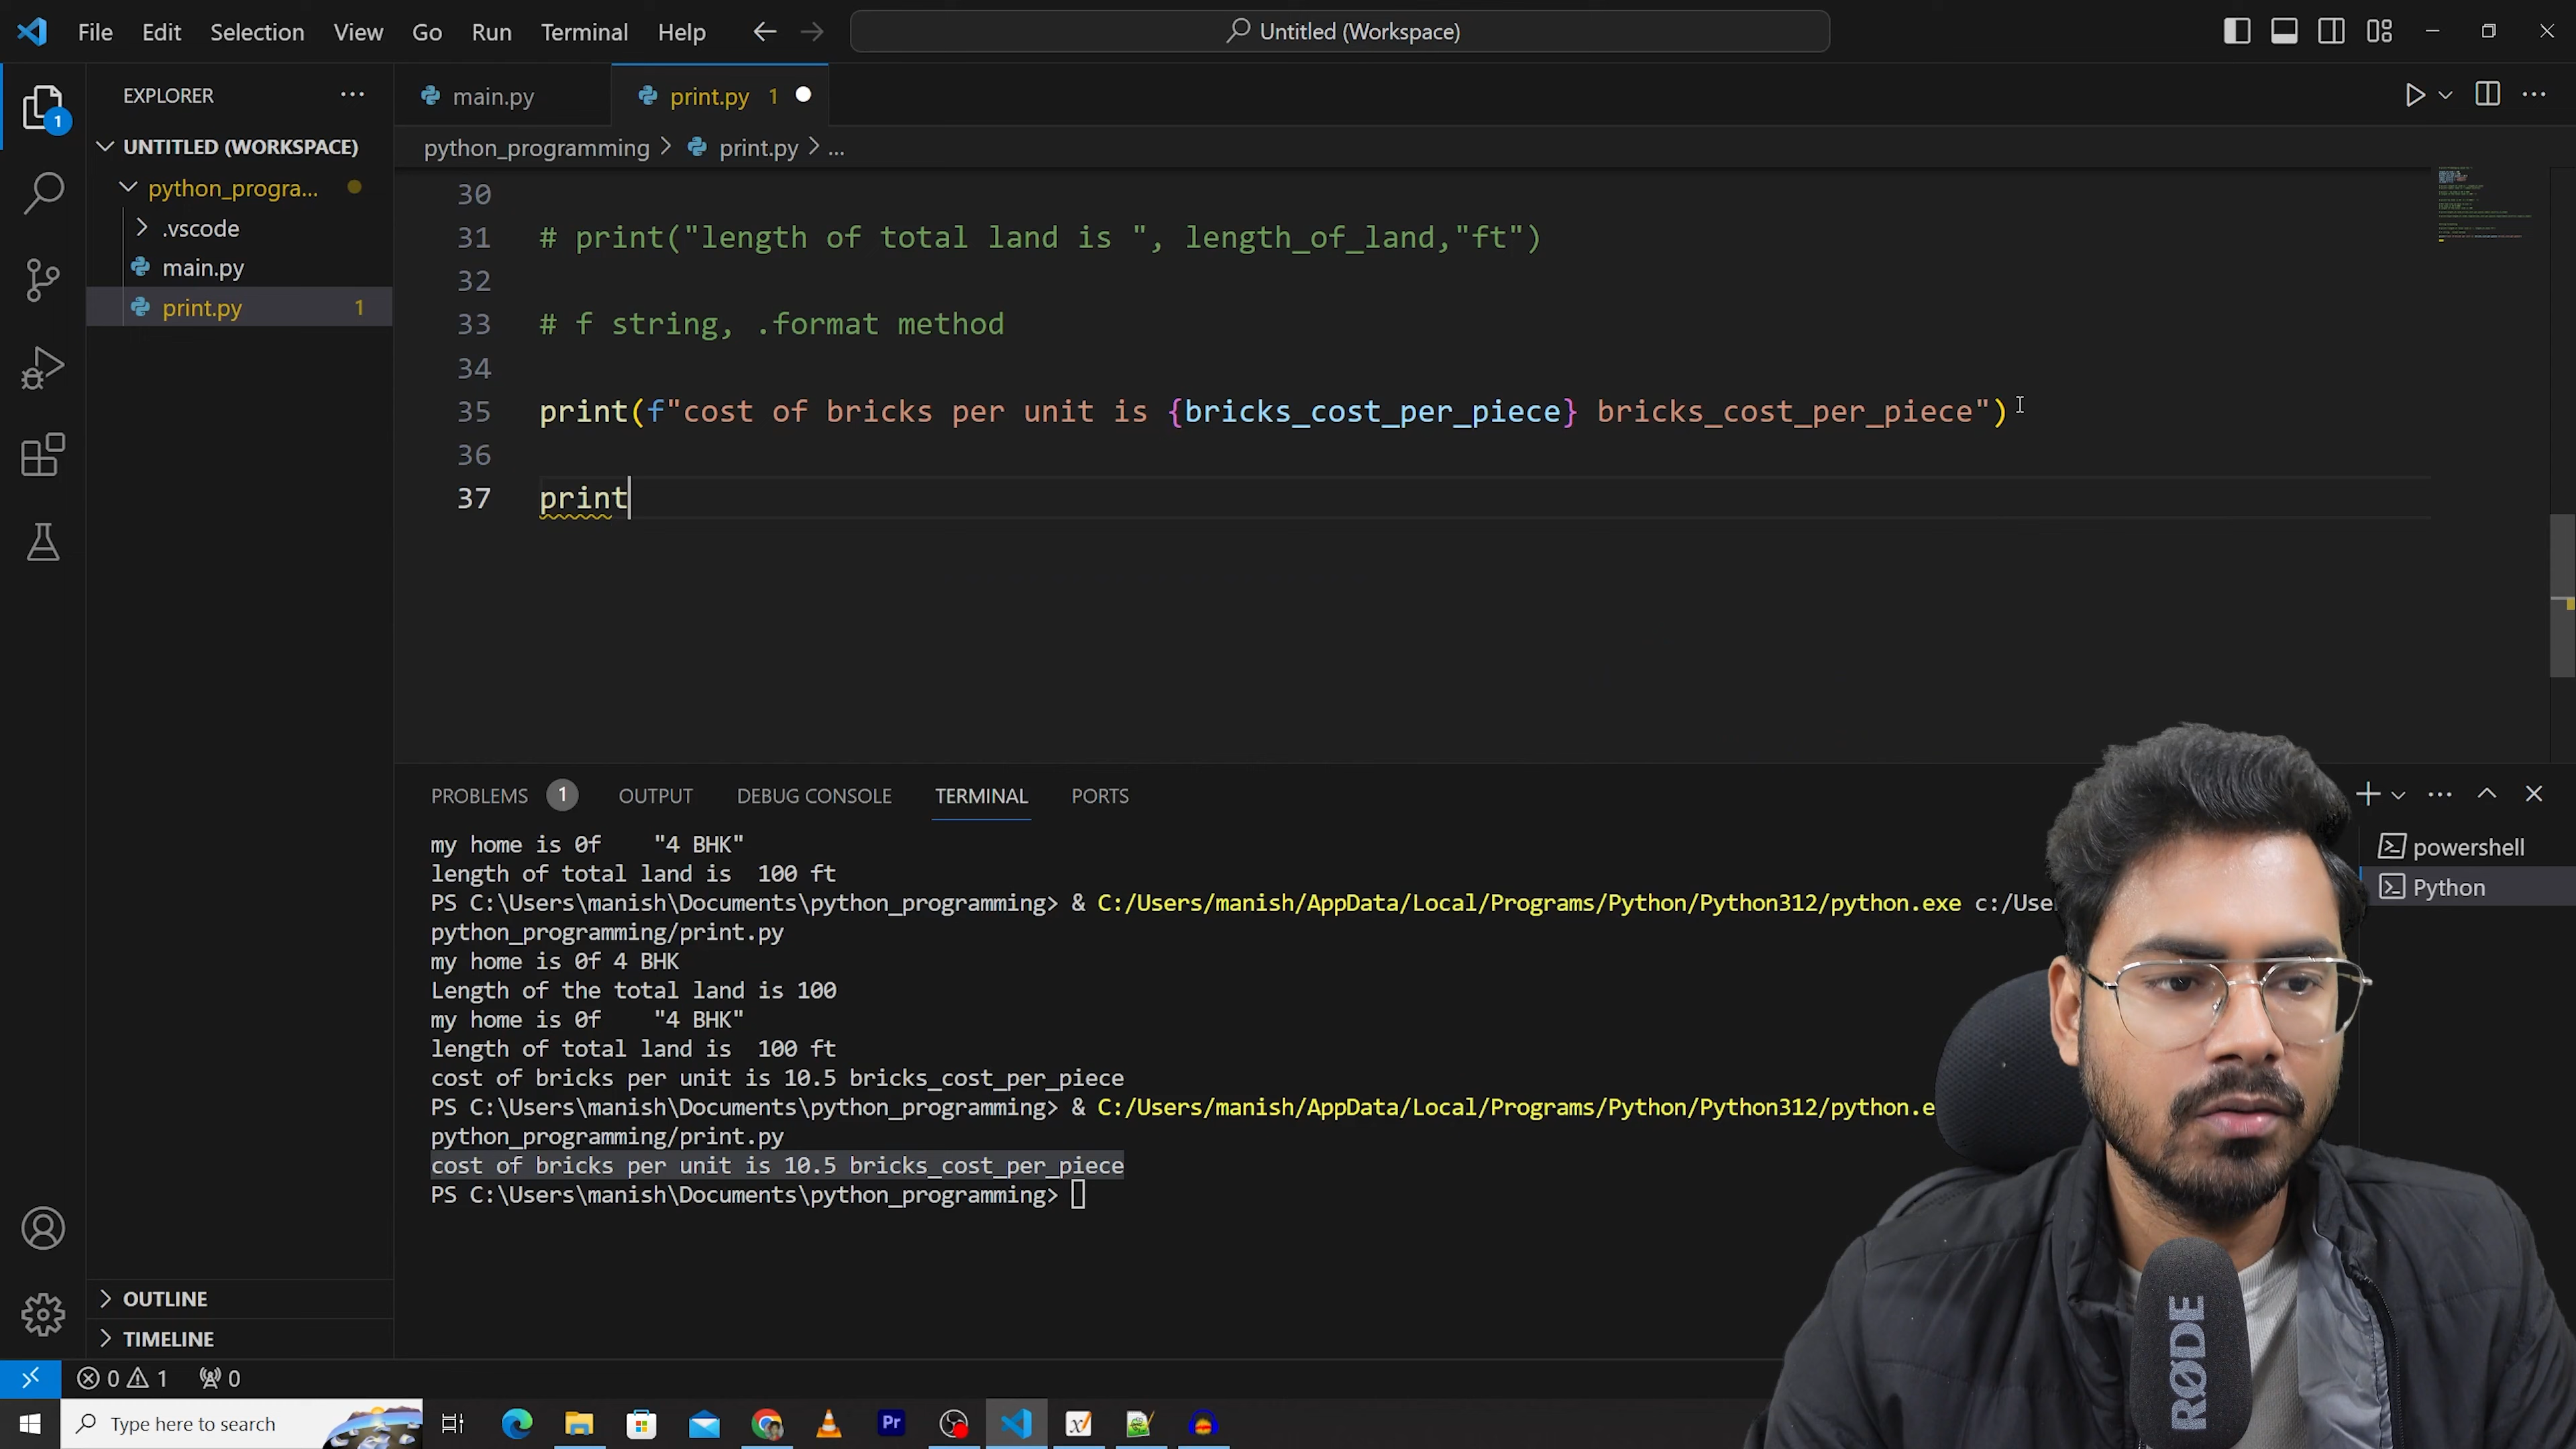 File Edit Selection View Go Run Terminal Help
Untitled (Workspace)
EXPLORER
main.py
print.py 1
1
UNTITLED (WORKSPACE)
python_programming > print.py > ...
python_progra...
.vscode
main.py
print.py 1
30
31 # print("length of total land is ", length_of_land,"ft")
32
33 # f string, .format method
34
35 print(f"cost of bricks per unit is {bricks_cost_per_piece} bricks_cost_per_piece")
36
37 print
PROBLEMS 1 OUTPUT DEBUG CONSOLE TERMINAL PORTS
my home is 0f    "4 BHK"
length of total land is  100 ft
PS C:\Users\manish\Documents\python_programming> & C:/Users/manish/AppData/Local/Programs/Python/Python312/python.exe c:/Use
python_programming/print.py
my home is 0f 4 BHK
Length of the total land is 100
my home is 0f    "4 BHK"
length of total land is  100 ft
cost of bricks per unit is 10.5 bricks_cost_per_piece
PS C:\Users\manish\Documents\python_programming> & C:/Users/manish/AppData/Local/Programs/Python/Python312/python.e
python_programming/print.py
cost of bricks per unit is 10.5 bricks_cost_per_piece
PS C:\Users\manish\Documents\python_programming>
powershell
Python
OUTLINE
TIMELINE
0 1 0
RØDE
Type here to search
Pr